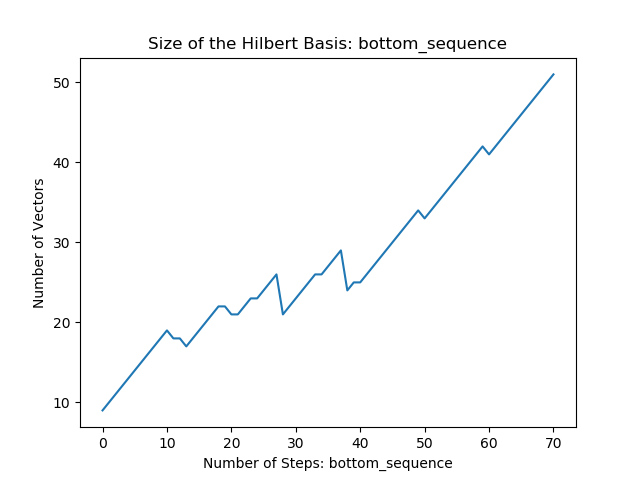 Size of the Hilbert Basis: bottom_sequence
50
40
30
20
10
Number of Vectors
0 10 20 30 40 50 60 70
Number of Steps: bottom_sequence